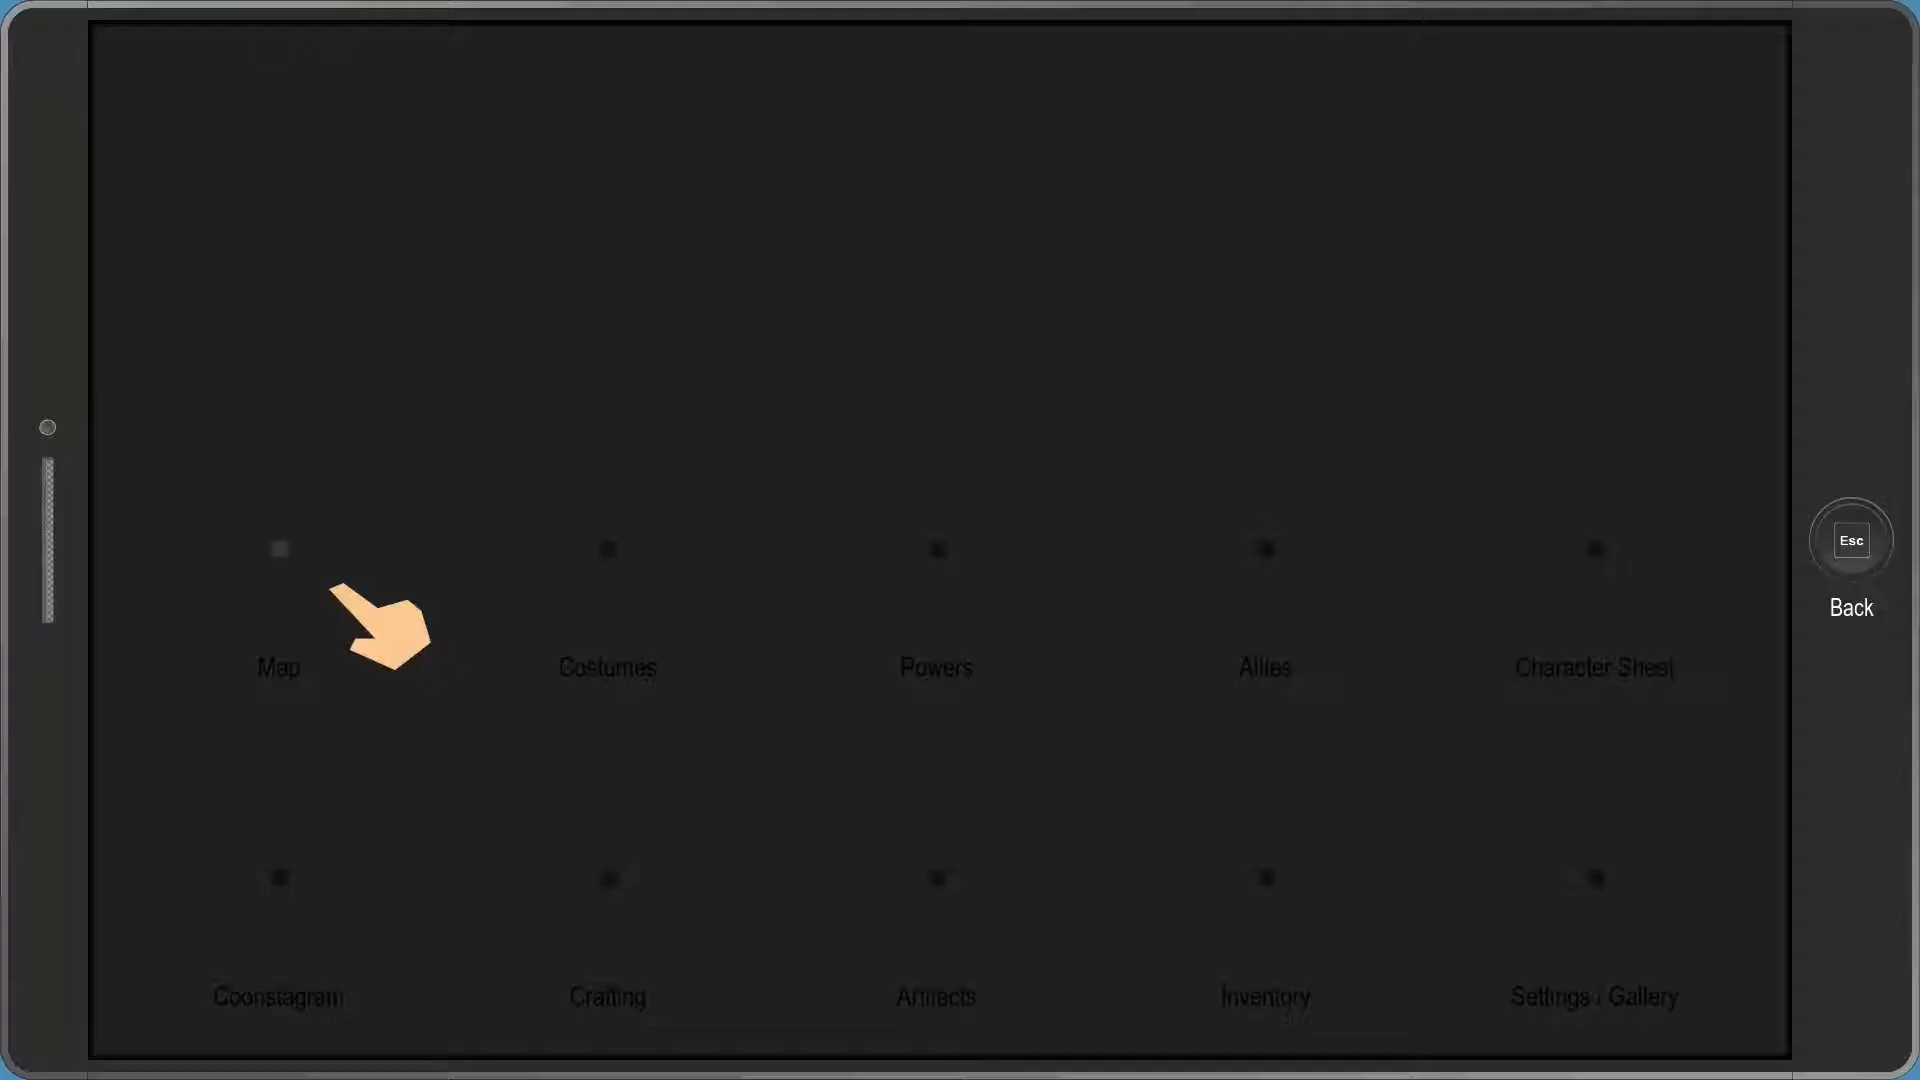 Esc
Back
Map
Costumes
Powers
Allies
Character Sheet
Coonstagram
Crafting
Artifacts
Inventory
Settings / Gallery